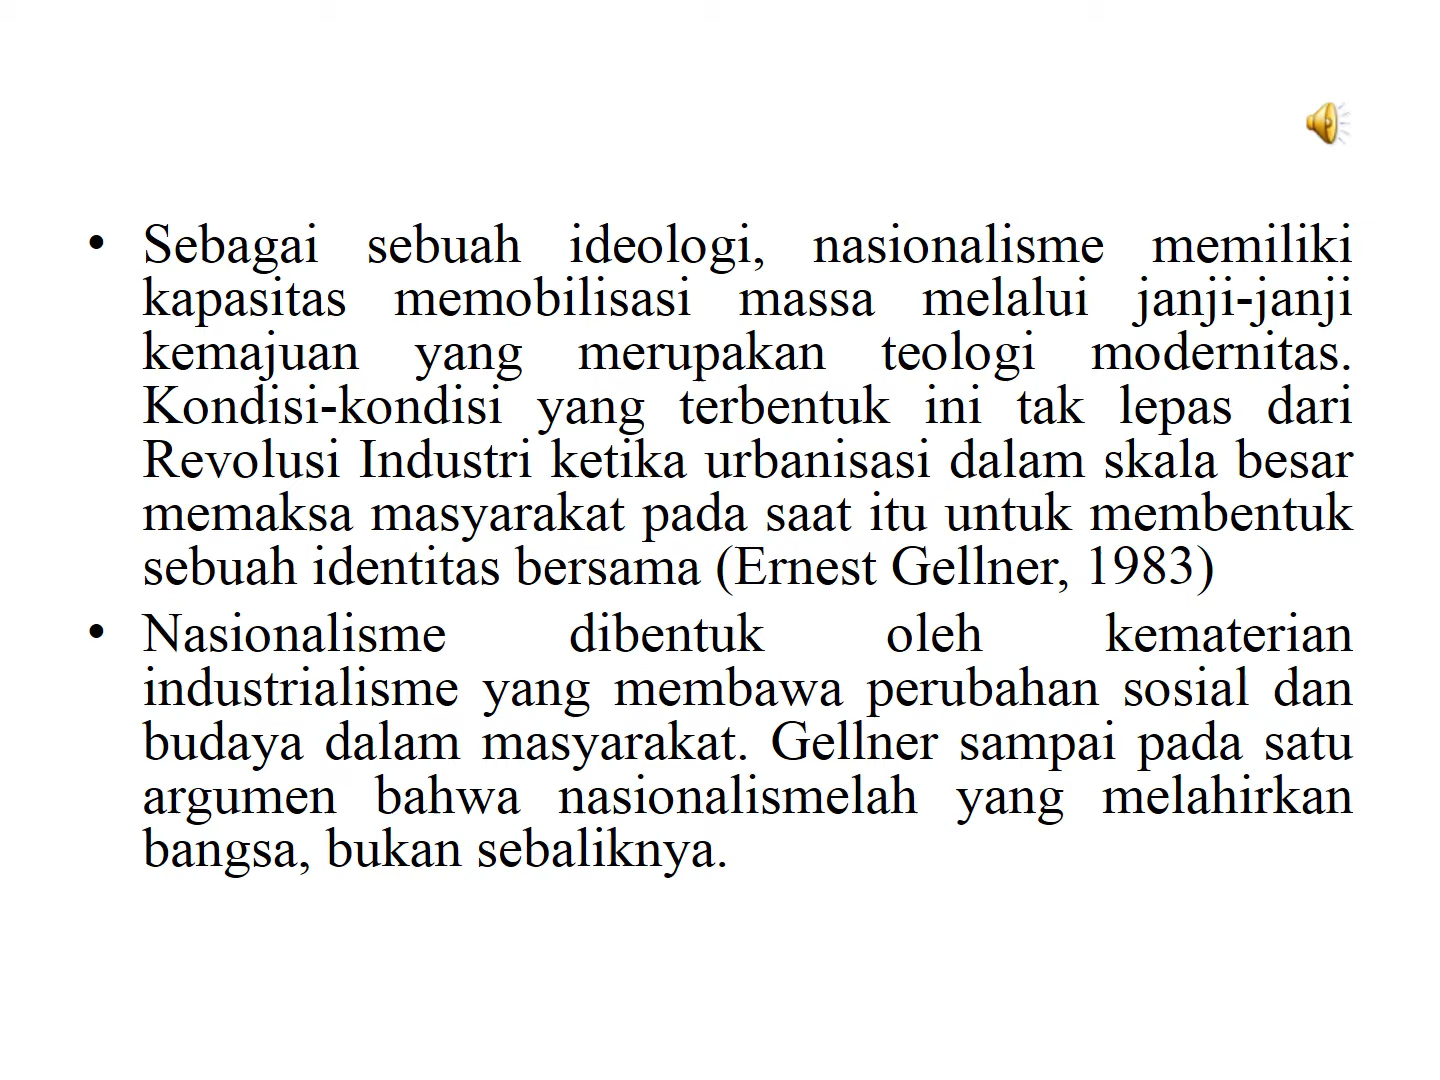 • Sebagai sebuah ideologi, nasionalisme memiliki
kapasitas memobilisasi massa melalui janji-janji
kemajuan yang merupakan teologi modernitas.
Kondisi-kondisi yang terbentuk ini tak lepas dari
Revolusi Industri ketika urbanisasi dalam skala besar
memaksa masyarakat pada saat itu untuk membentuk
sebuah identitas bersama (Ernest Gellner, 1983)
• Nasionalisme dibentuk oleh kematerian
industrialisme yang membawa perubahan sosial dan
budaya dalam masyarakat. Gellner sampai pada satu
argumen bahwa nasionalismelah yang melahirkan
bangsa, bukan sebaliknya.